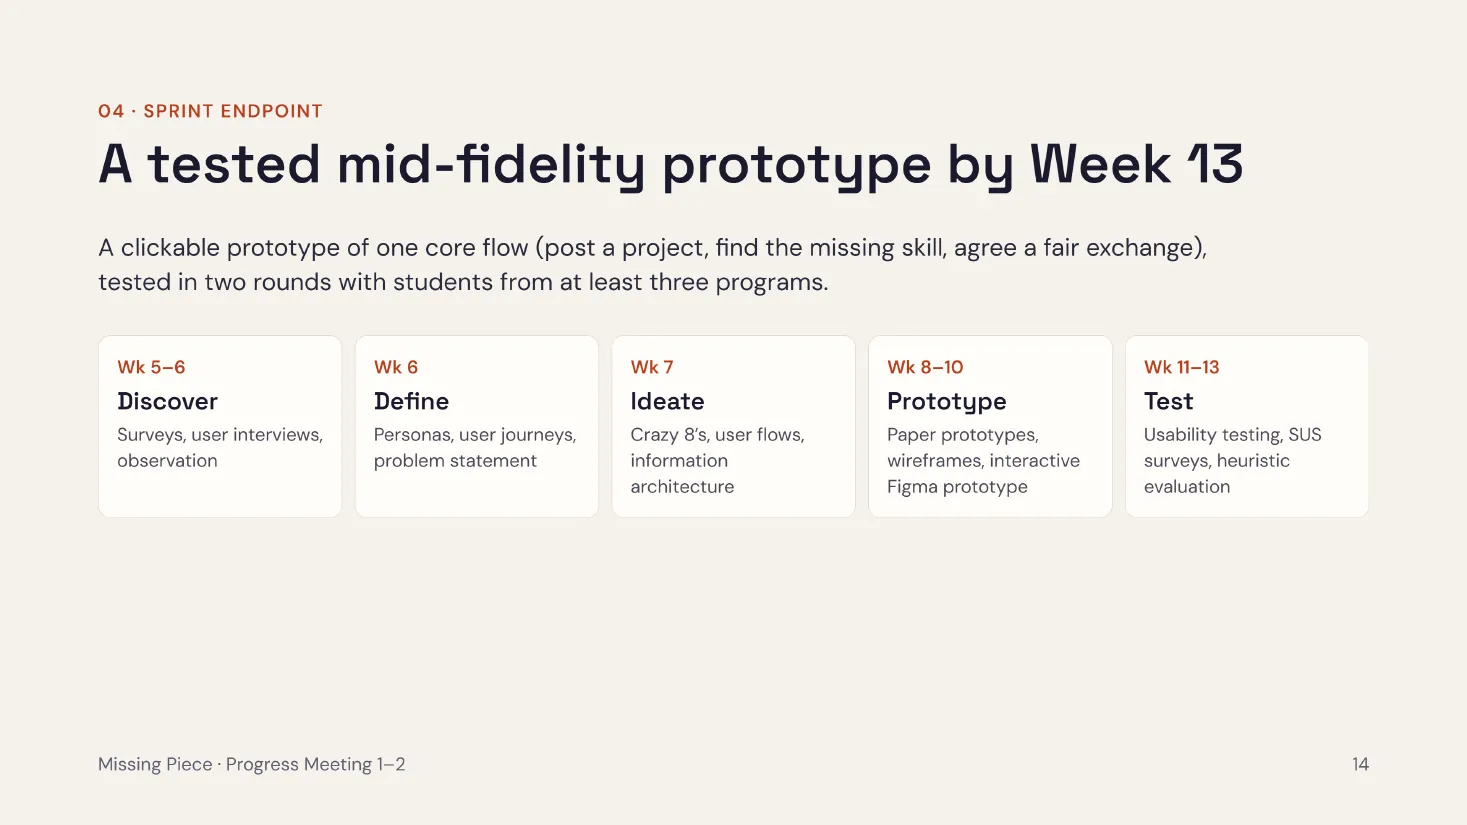 04 · SPRINT ENDPOINT
A tested mid-fidelity prototype by Week 13
A clickable prototype of one core flow (post a project, find the missing skill, agree a fair exchange),
tested in two rounds with students from at least three programs.
Wk 5–6
Discover
Surveys, user interviews,
observation
Wk 6
Define
Personas, user journeys,
problem statement
Wk 7
Ideate
Crazy 8’s, user flows,
information
architecture
Wk 8–10
Prototype
Paper prototypes,
wireframes, interactive
Figma prototype
Wk 11–13
Test
Usability testing, SUS
surveys, heuristic
evaluation
Missing Piece · Progress Meeting 1–2
14